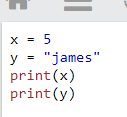 x = 5
y = "james"
print(x)
print(y)